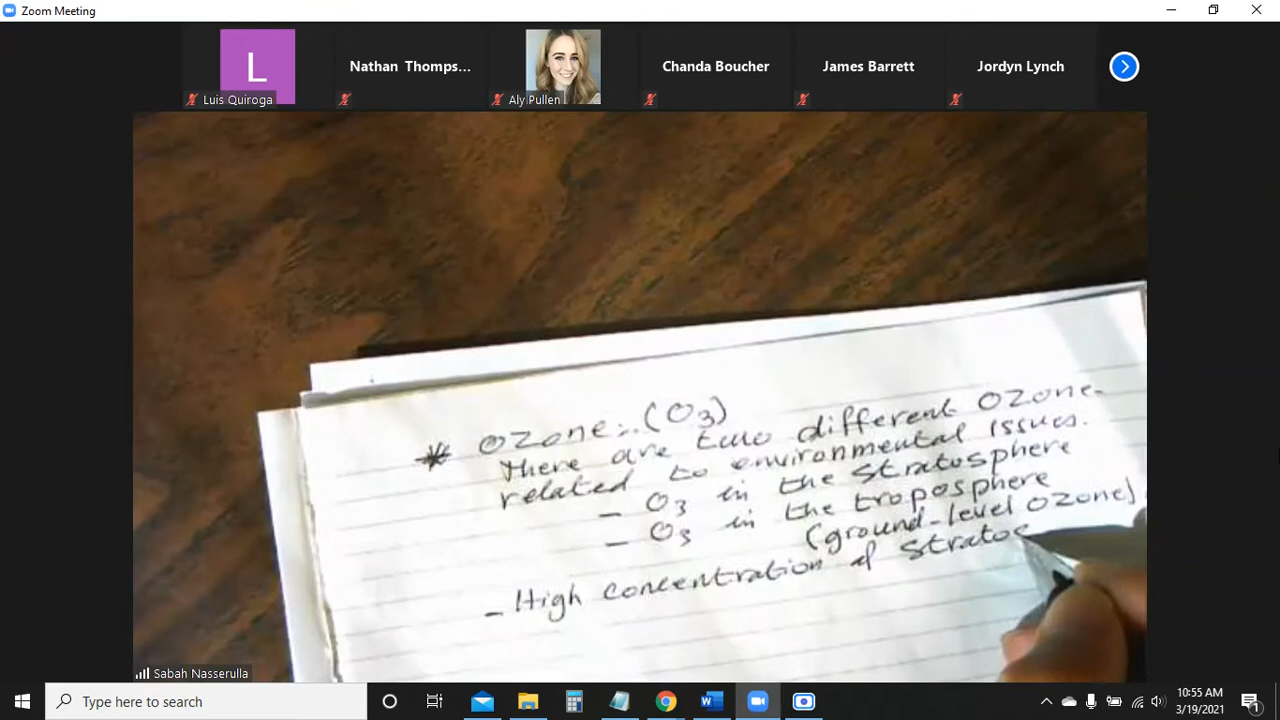 Zoom Meeting
L
Luis Quiroga
Nathan Thomps...
Aly Pullen
Chanda Boucher
James Barrett
Jordyn Lynch
* Ozone:. (O3)
There are two different Ozone-
related to environmental issues.
- O3 in the stratosphere
- O3 in the troposphere
(ground-level Ozone)
- High concentration of Stratos
Sabah Nasserulla
Type here to search
10:55 AM
3/19/2021
1